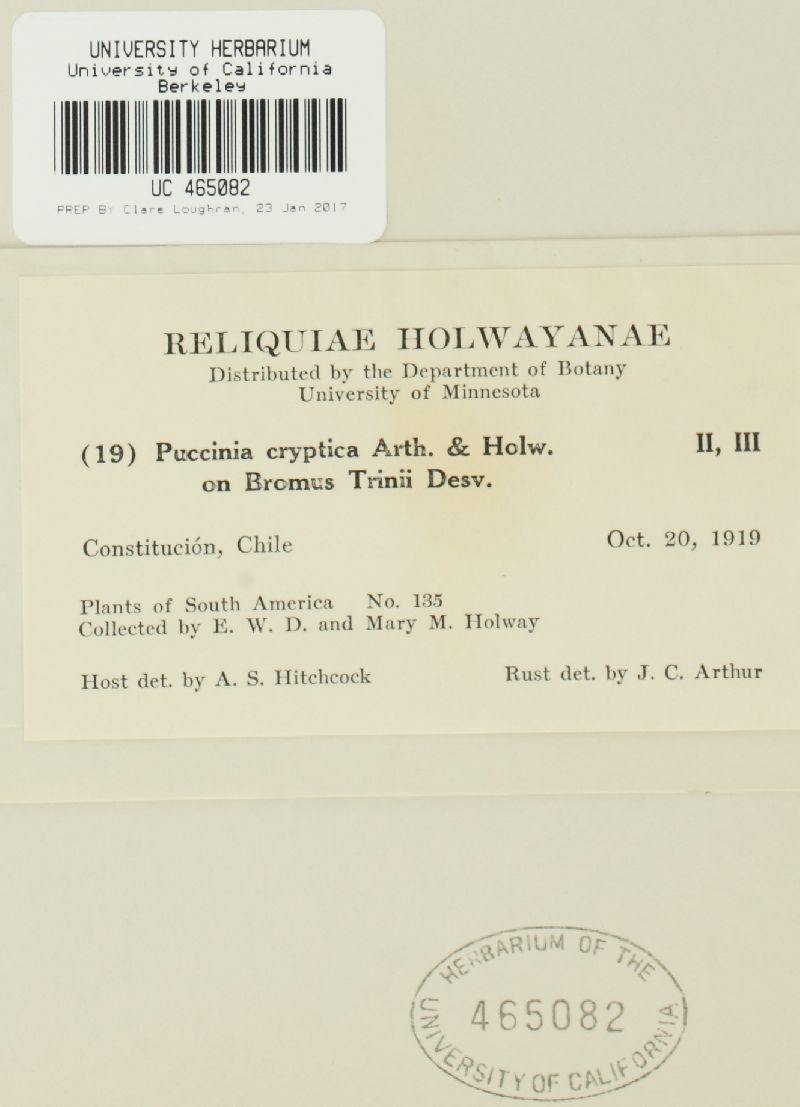 UNIVERSITY HERBARIUM
University of California
Berkeley
UC 465082
PREP BY Clare Loughran, 23 Jan 2017
RELIQUIAE HOLWAYANAE
Distributed by the Department of Botany
University of Minnesota
(19) Puccinia cryptica Arth. & Holw. II, III
on Bromus Trinii Desv.
Constitución, Chile Oct. 20, 1919
Plants of South America No. 135
Collected by E. W. D. and Mary M. Holway
Host det. by A. S. Hitchcock Rust det. by J. C. Arthur
HERBARIUM OF THE
465082
UNIVERSITY OF CALIFORNIA